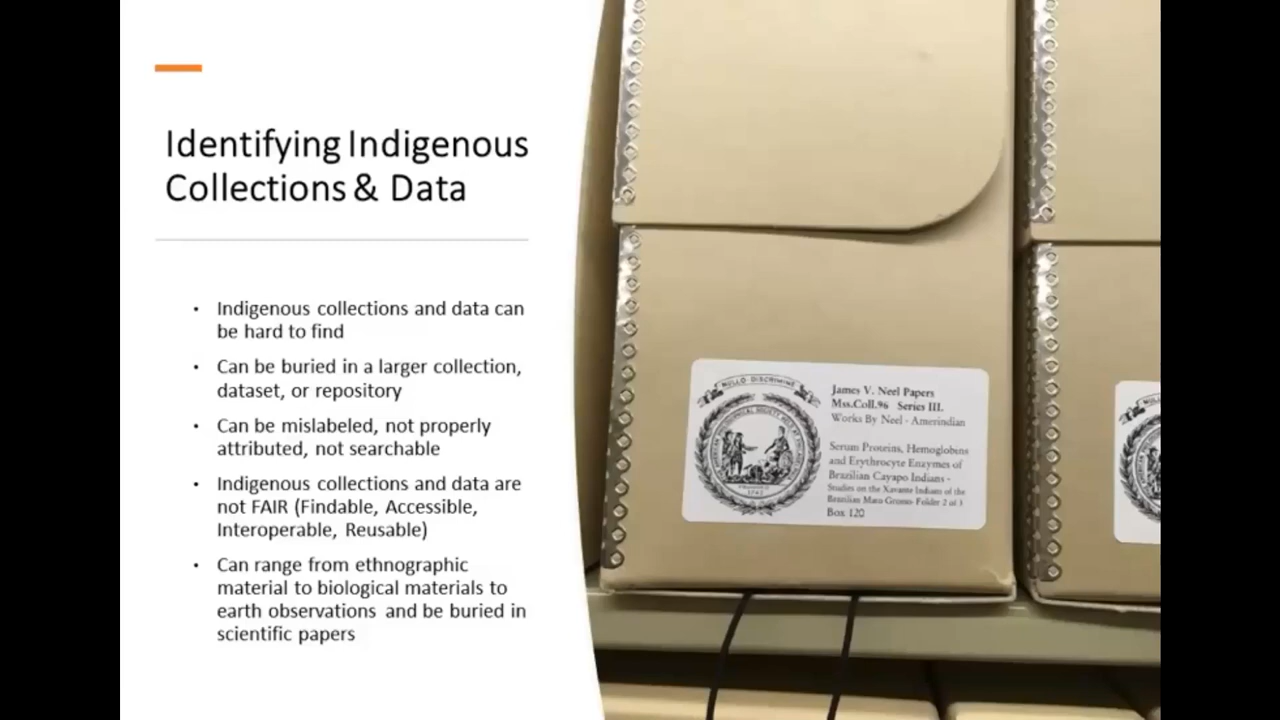 Identifying Indigenous
Collections & Data
• Indigenous collections and data can
be hard to find
• Can be buried in a larger collection,
dataset, or repository
• Can be mislabeled, not properly
attributed, not searchable
• Indigenous collections and data are
not FAIR (Findable, Accessible,
Interoperable, Reusable)
• Can range from ethnographic
material to biological materials to
earth observations and be buried in
scientific papers
NULLO DISCRIMINE
James V. Neel Papers
Mss.Coll.96 Series III.
Works By Neel - Amerindian
Serum Proteins, Hemoglobins
and Erythrocyte Enzymes of
Brazilian Cayapo Indians -
Studies on the Xavante Indians of the
Brazilian Mato Grosso- Folder 2 of 3
Box 120